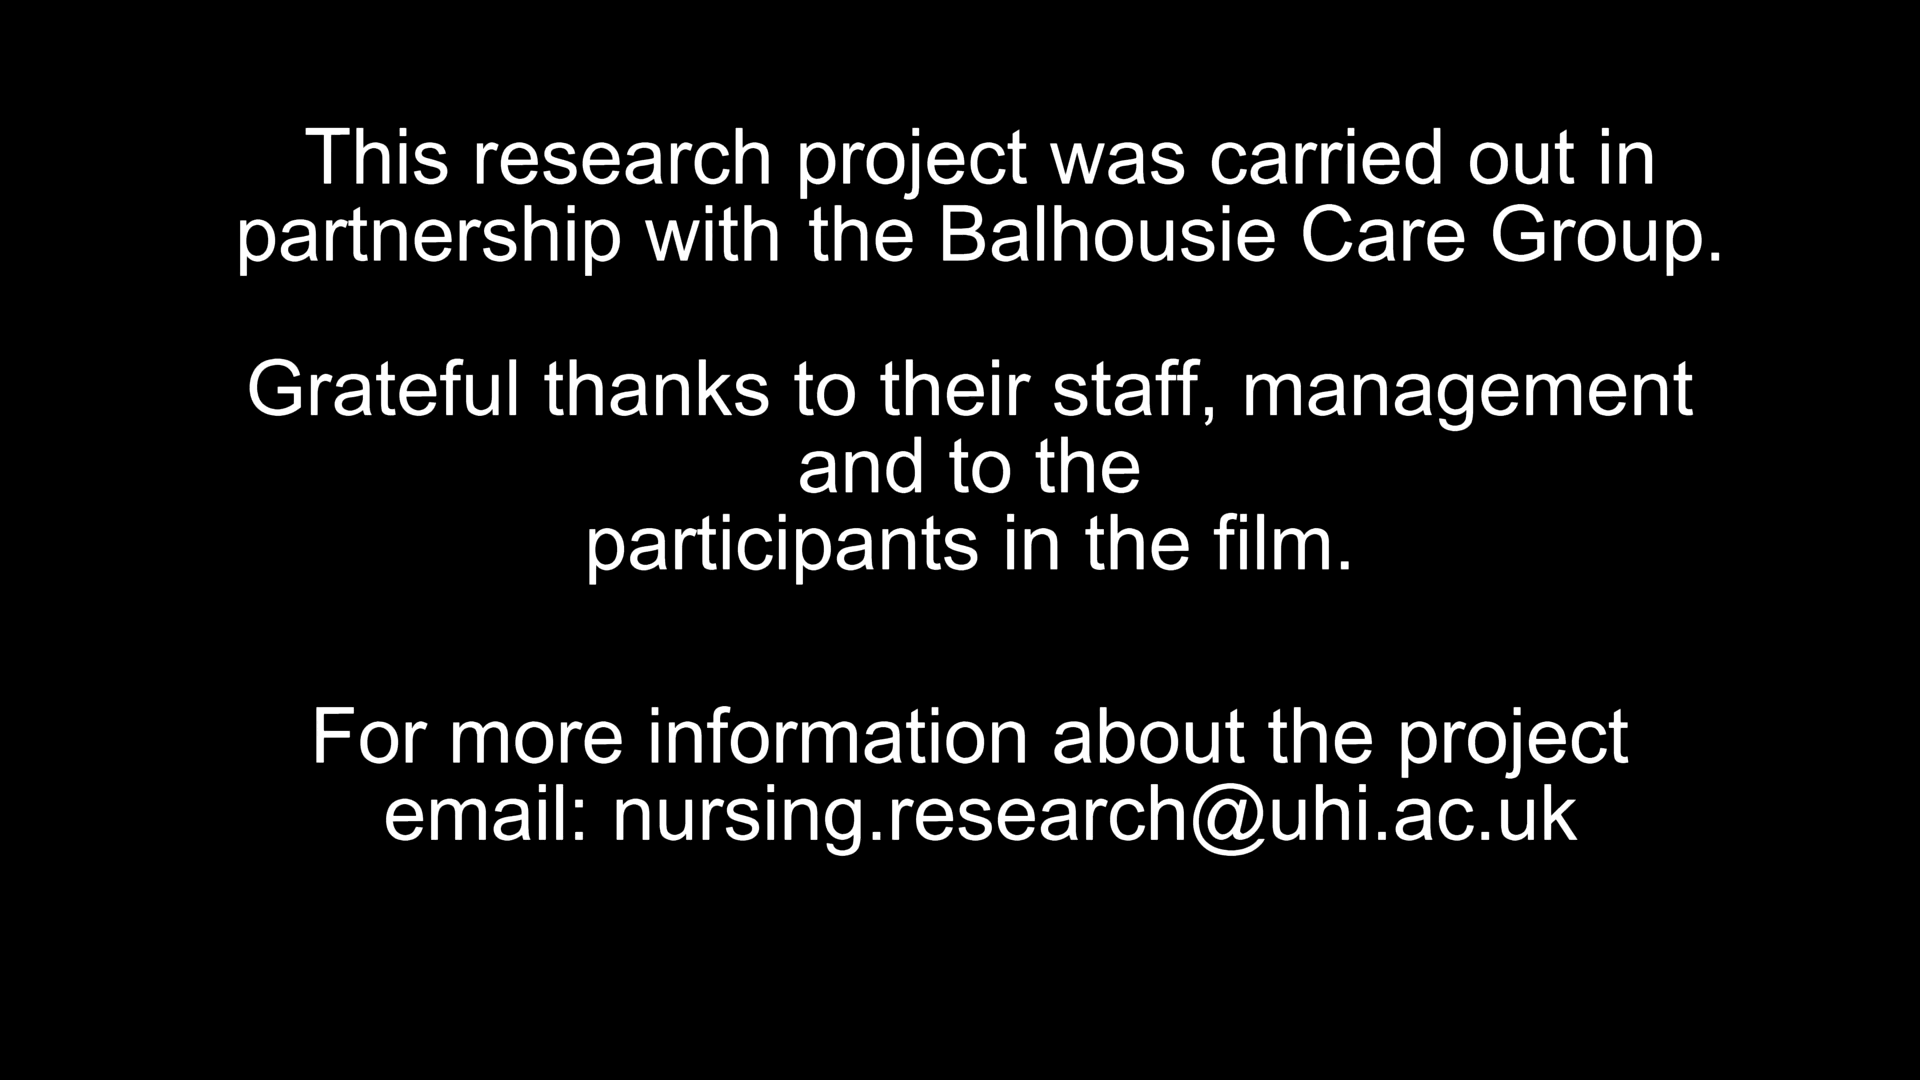 This research project was carried out in
partnership with the Balhousie Care Group.
Grateful thanks to their staff, management
and to the
participants in the film.
For more information about the project
email: nursing.research@uhi.ac.uk